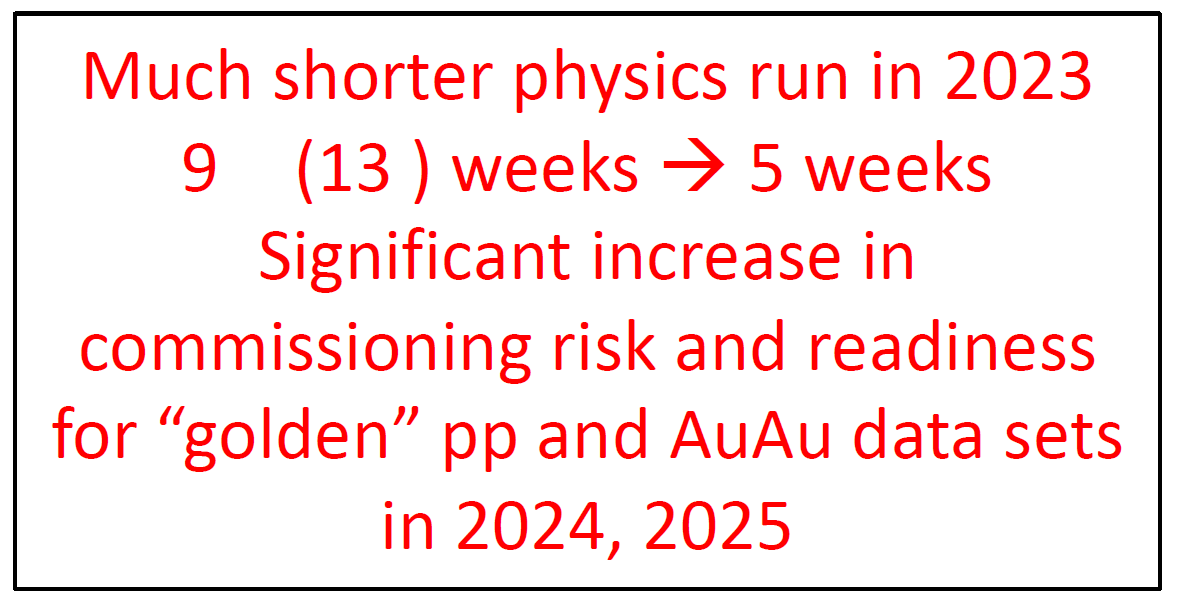 Much shorter physics run in 2023
9 (13 ) weeks → 5 weeks
Significant increase in
commissioning risk and readiness
for “golden” pp and AuAu data sets
in 2024, 2025